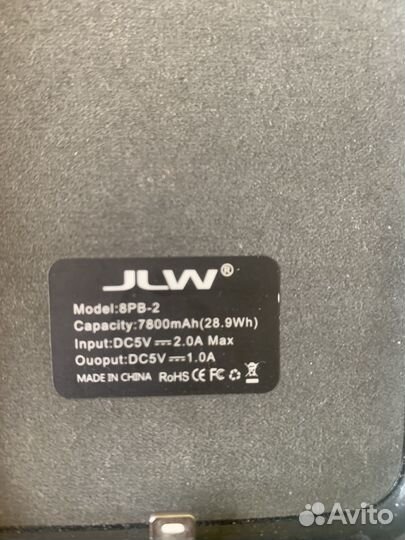 JLW®
Model:8PB-2
Capacity:7800mAh(28.9Wh)
Input:DC5V⎓2.0A Max
Ouoput:DC5V⎓1.0A
MADE IN CHINA RoHS CE FC
Avito